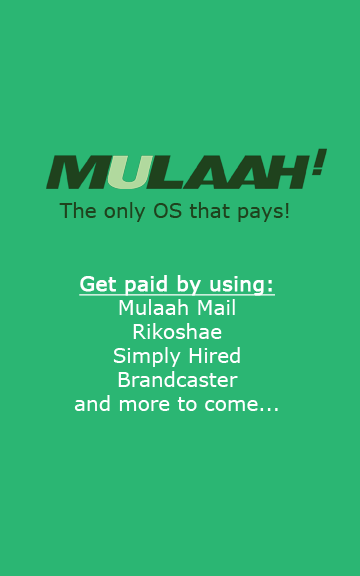 MULAAH!
The only OS that pays!
Get paid by using:
Mulaah Mail
Rikoshae
Simply Hired
Brandcaster
and more to come...